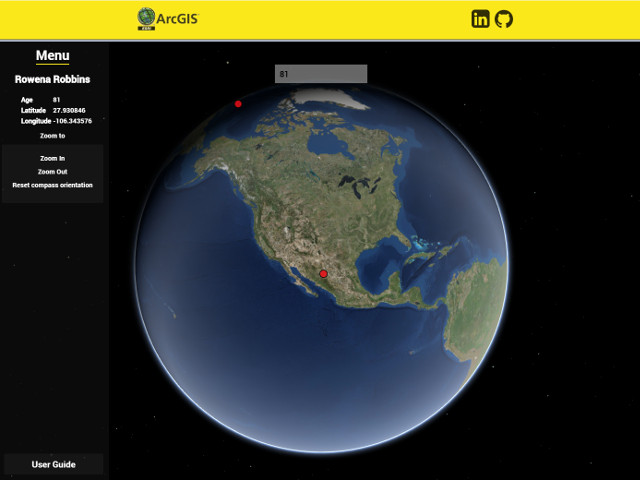 ArcGIS
Menu
Rowena Robbins
Age 81
Latitude 27.930846
Longitude -106.343576
Zoom to
Zoom In
Zoom Out
Reset compass orientation
User Guide
81
in